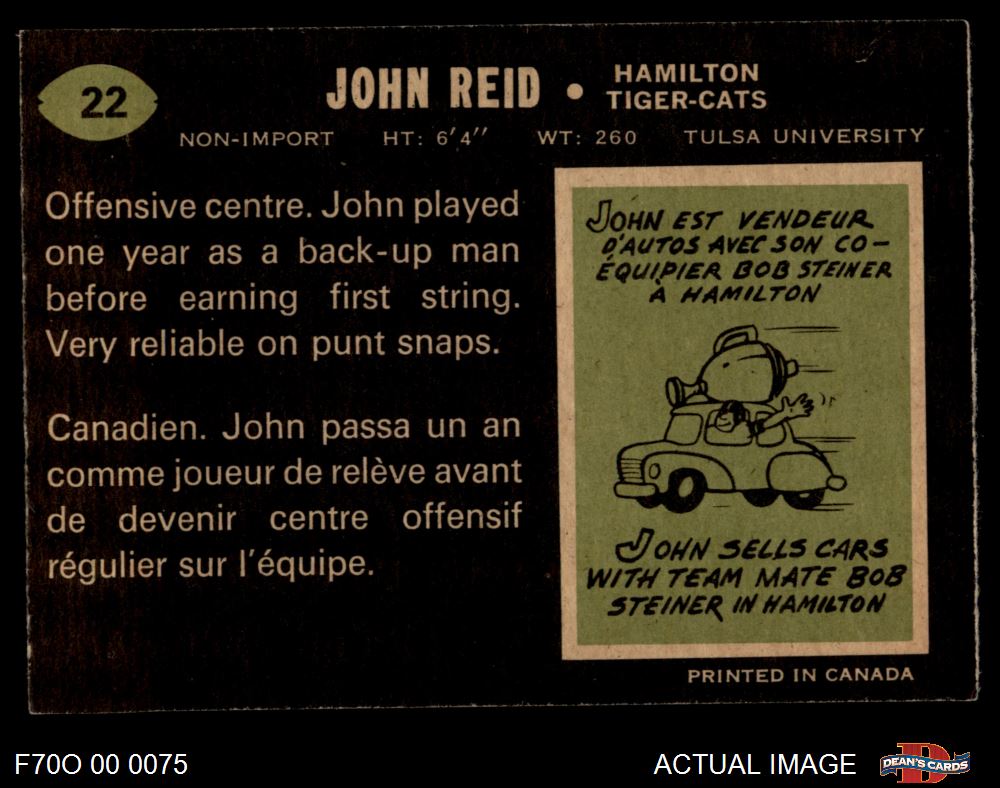 22
JOHN REID • HAMILTON
TIGER-CATS
NON-IMPORT HT: 6′4″ WT: 260 TULSA UNIVERSITY
Offensive centre. John played
one year as a back-up man
before earning first string.
Very reliable on punt snaps.
Canadien. John passa un an
comme joueur de relève avant
de devenir centre offensif
régulier sur l'équipe.
JOHN EST VENDEUR
D'AUTOS AVEC SON CO-
ÉQUIPIER BOB STEINER
À HAMILTON
JOHN SELLS CARS
WITH TEAM MATE BOB
STEINER IN HAMILTON
PRINTED IN CANADA
F70O 00 0075
ACTUAL IMAGE
D
DEAN'S CARDS